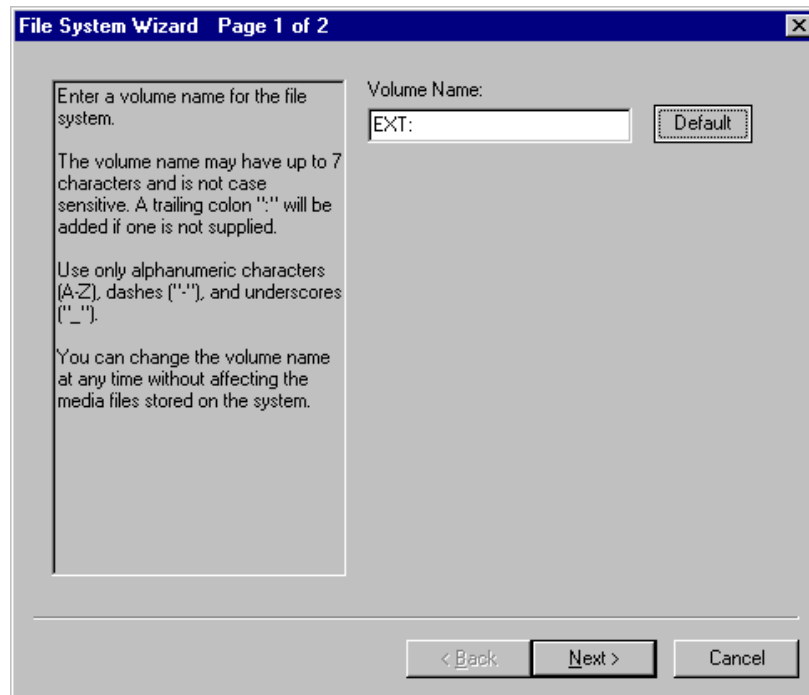 File System Wizard   Page 1 of 2
Enter a volume name for the file
system.
The volume name may have up to 7
characters and is not case
sensitive. A trailing colon ":" will be
added if one is not supplied.
Use only alphanumeric characters
(A-Z), dashes ("-"), and underscores
("_").
You can change the volume name
at any time without affecting the
media files stored on the system.
Volume Name:
EXT:
Default
< Back
Next >
Cancel